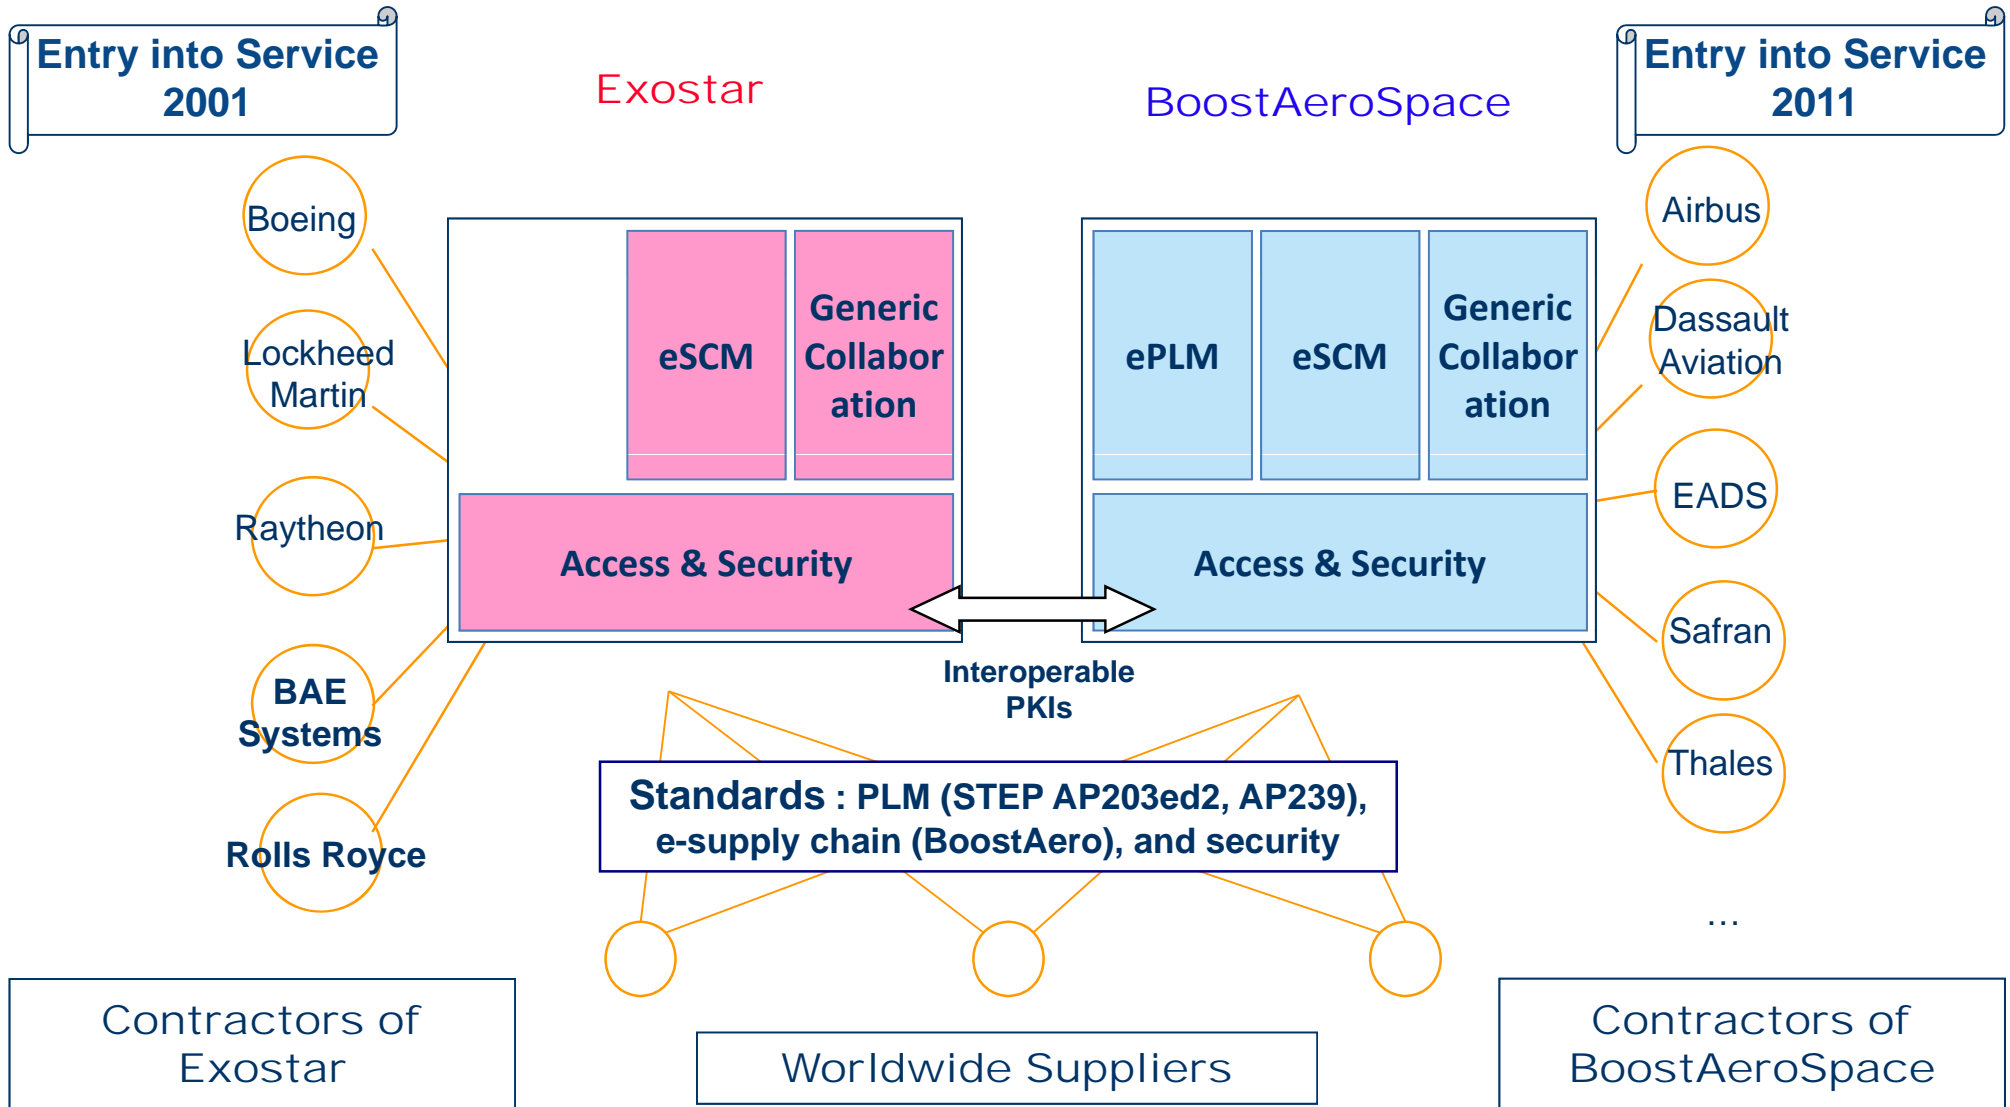 Entry into Service
2001
Exostar
BoostAeroSpace
Entry into Service
2011
Boeing
Lockheed
Martin
Raytheon
BAE
Systems
Rolls Royce
eSCM
Generic
Collabor
ation
Access & Security
ePLM
eSCM
Generic
Collabor
ation
Access & Security
Airbus
Dassault
Aviation
EADS
Safran
Thales
...
Interoperable
PKIs
Standards : PLM (STEP AP203ed2, AP239),
e-supply chain (BoostAero), and security
Contractors of
Exostar
Worldwide Suppliers
Contractors of
BoostAeroSpace